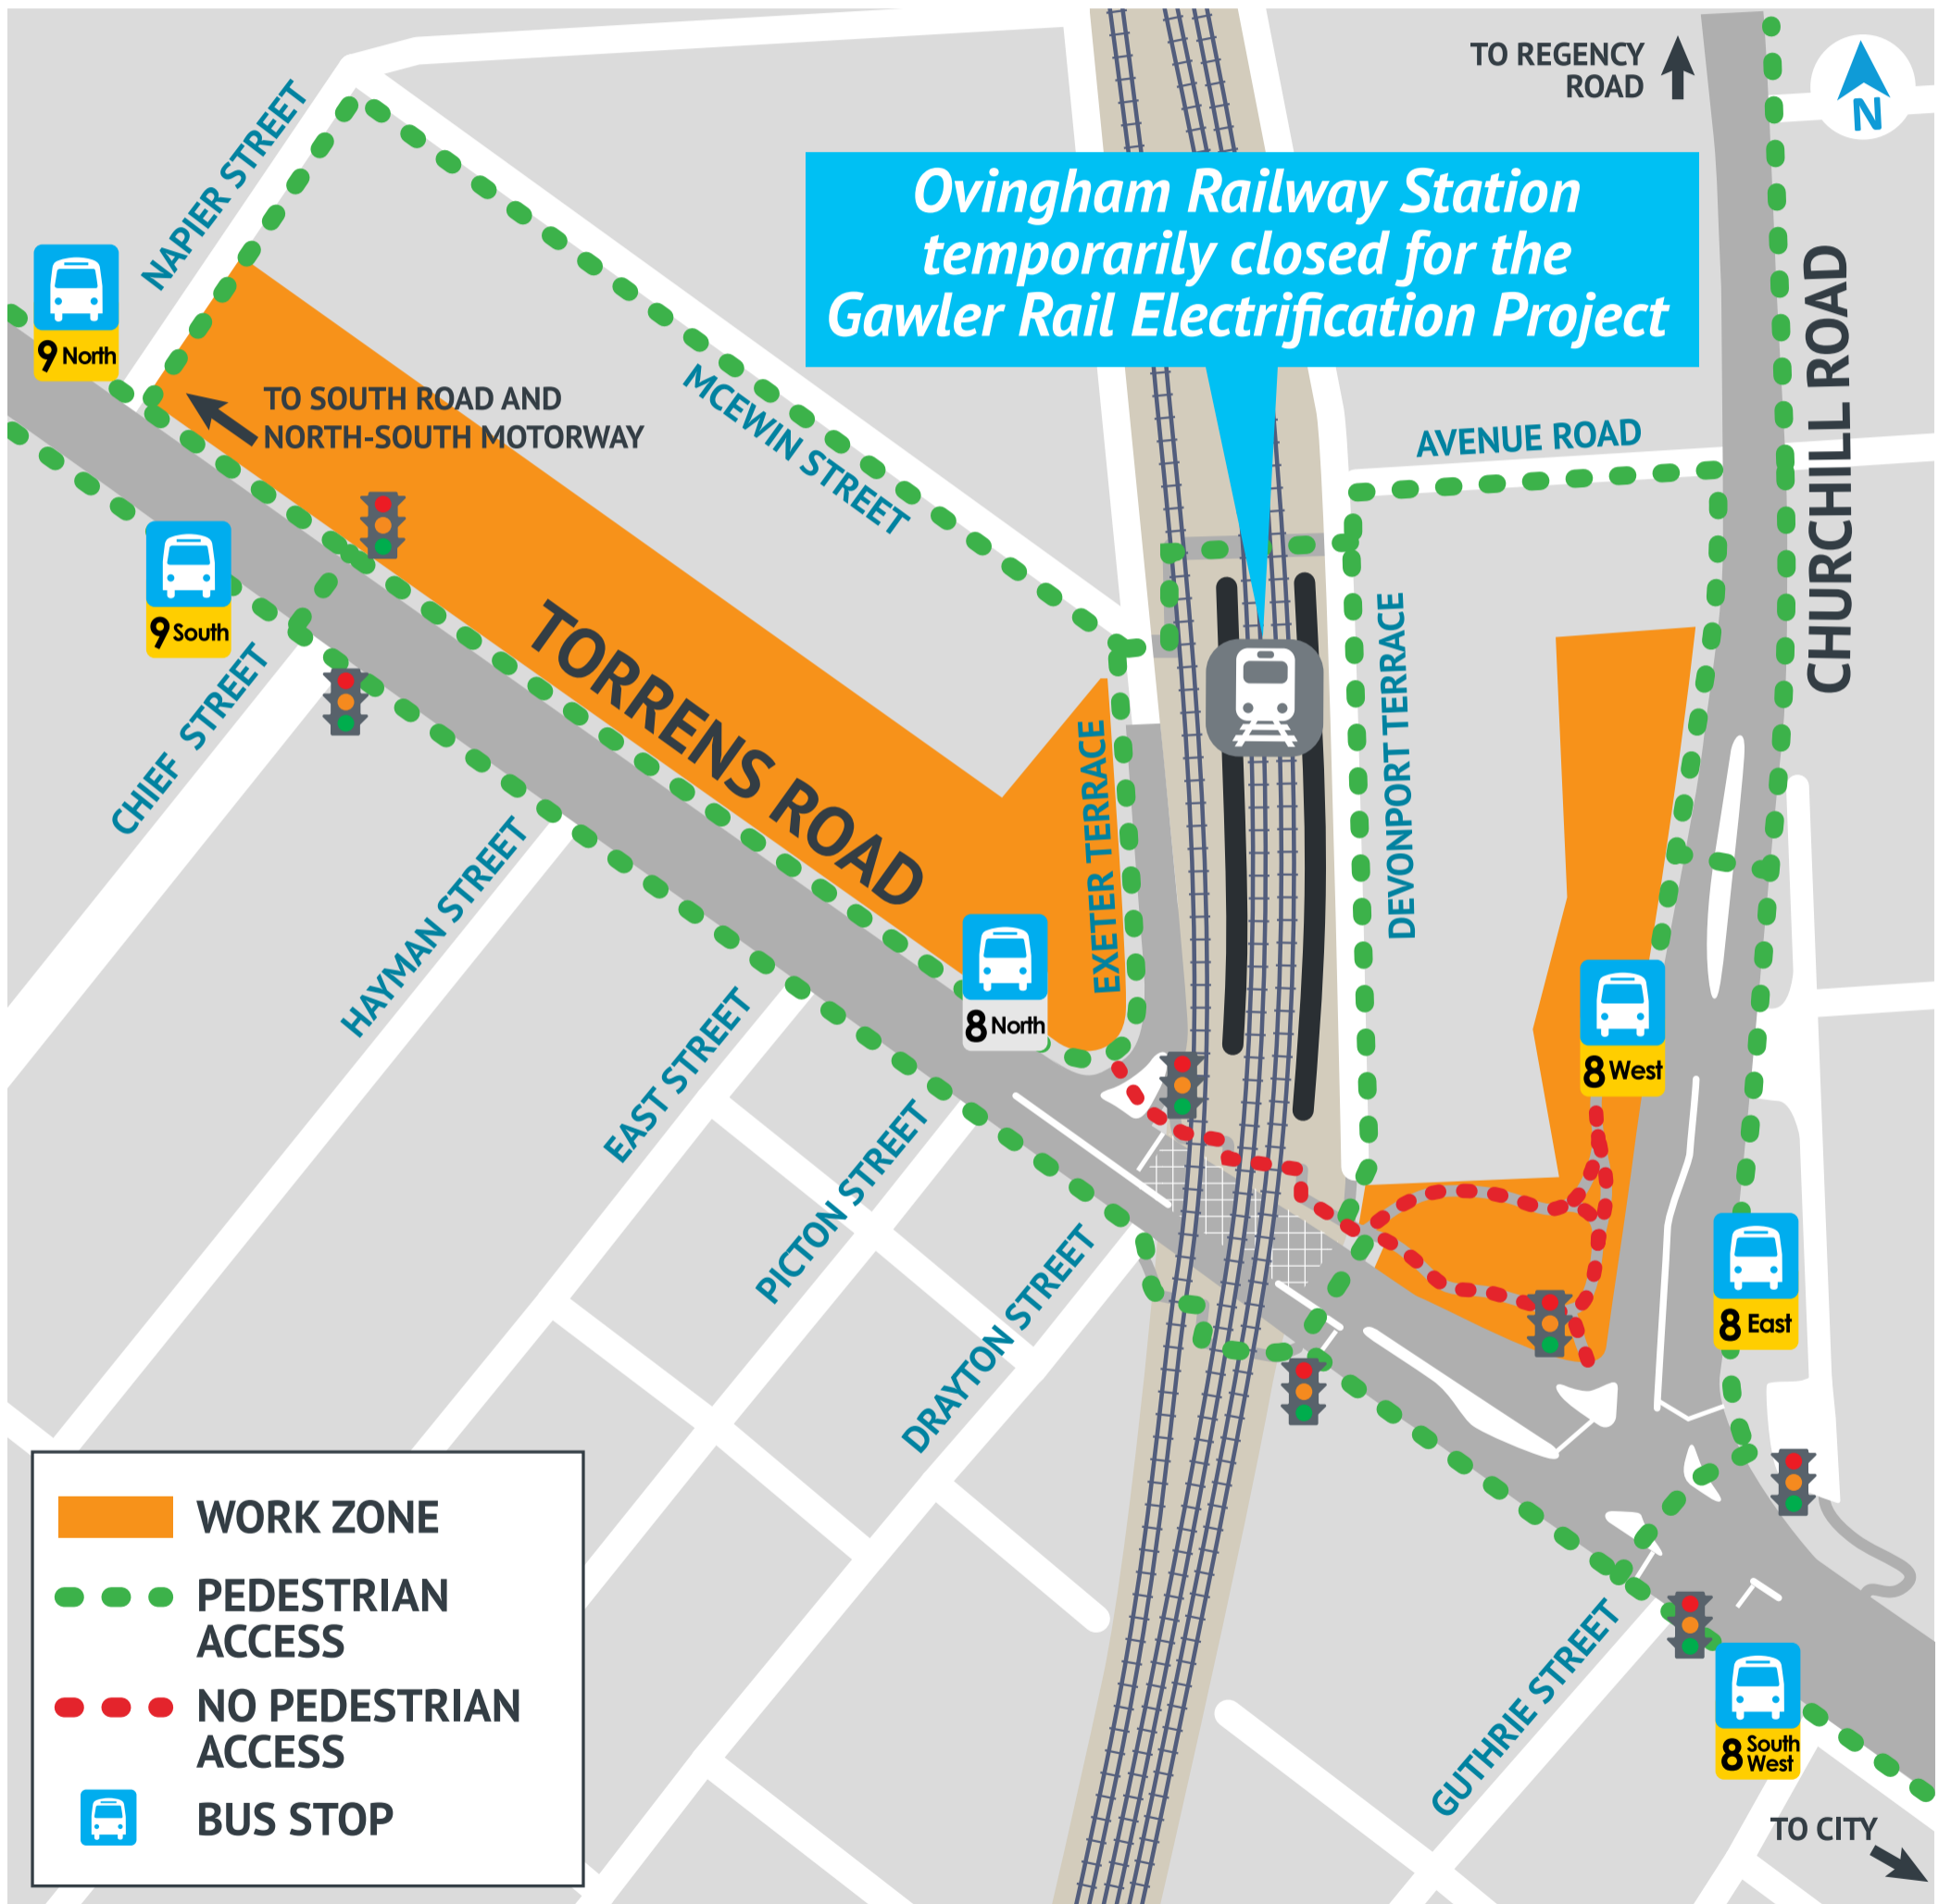 TO REGENCY
ROAD
N
NAPIER STREET
Ovingham Railway Station
temporarily closed for the
Gawler Rail Electrification Project
9 North
TO SOUTH ROAD AND
NORTH-SOUTH MOTORWAY
MCEWIN STREET
AVENUE ROAD
CHURCHILL ROAD
9 South
CHIEF STREET
TORRENS ROAD
EXETER TERRACE
DEVONPORT TERRACE
HAYMAN STREET
8 North
8 West
EAST STREET
PICTON STREET
DRAYTON STREET
8 East
WORK ZONE
PEDESTRIAN
ACCESS
NO PEDESTRIAN
ACCESS
BUS STOP
GUTHRIE STREET
8 South
West
TO CITY